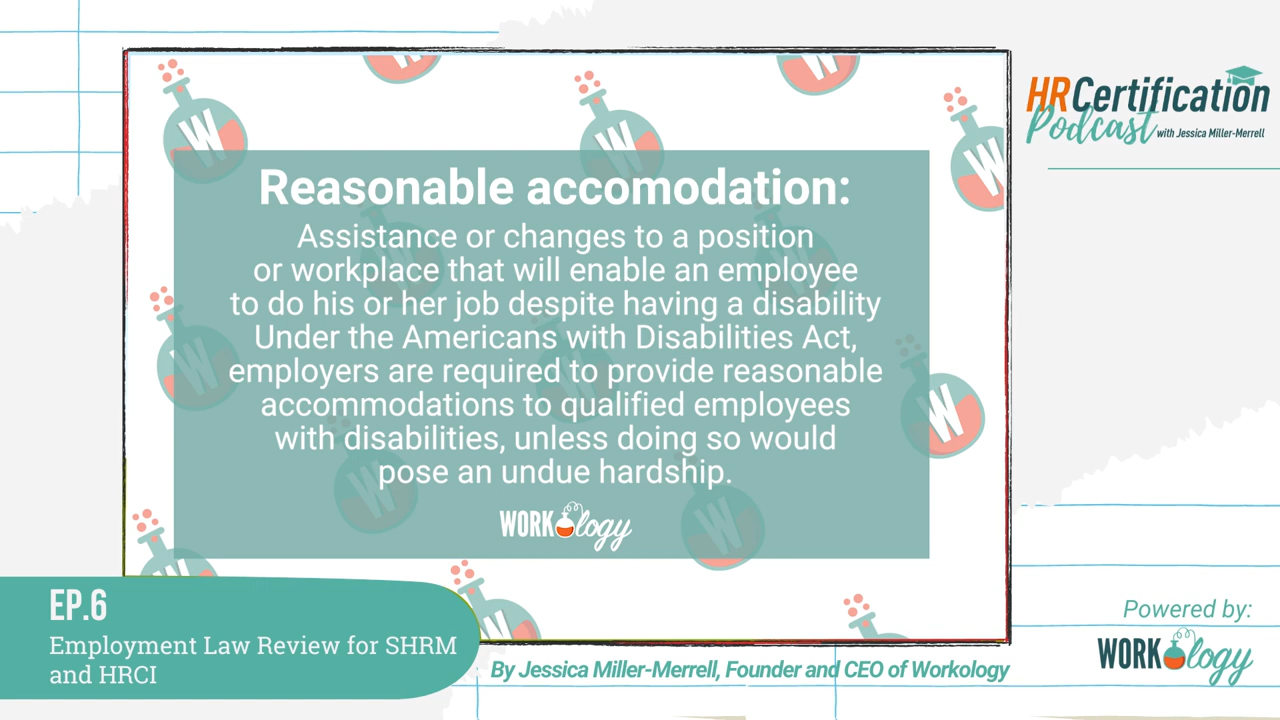 HRCertification
Podcast with Jessica Miller-Merrell
Reasonable accomodation:
Assistance or changes to a position
or workplace that will enable an employee
to do his or her job despite having a disability
Under the Americans with Disabilities Act,
employers are required to provide reasonable
accommodations to qualified employees
with disabilities, unless doing so would
pose an undue hardship.
WORKology
EP.6
Employment Law Review for SHRM
and HRCI
By Jessica Miller-Merrell, Founder and CEO of Workology
Powered by:
WORKology
W
W
W
W
W
W
W
W